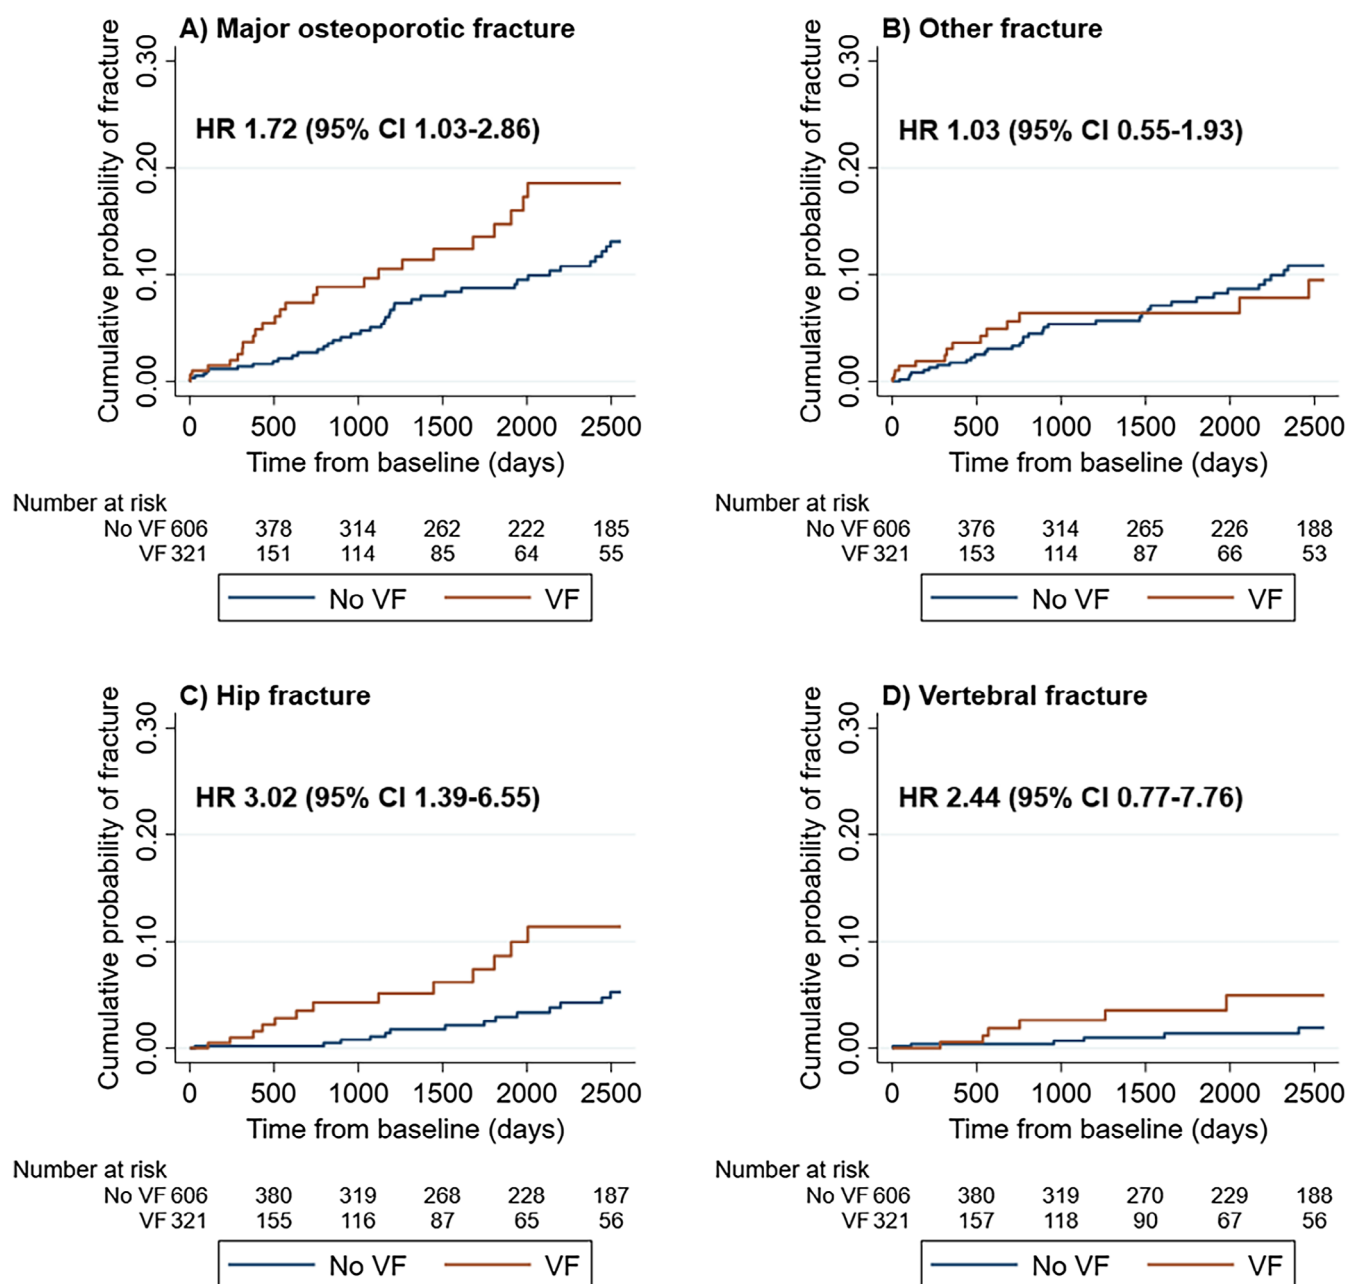 A) Major osteoporotic fracture
Cumulative probability of fracture
0.30
0.20
0.10
0.00
HR 1.72 (95% CI 1.03-2.86)
0 500 1000 1500 2000 2500
Time from baseline (days)
Number at risk
No VF 606 378 314 262 222 185
VF 321 151 114 85 64 55
No VF VF
B) Other fracture
Cumulative probability of fracture
0.30
0.20
0.10
0.00
HR 1.03 (95% CI 0.55-1.93)
0 500 1000 1500 2000 2500
Time from baseline (days)
Number at risk
No VF 606 376 314 265 226 188
VF 321 153 114 87 66 53
No VF VF
C) Hip fracture
Cumulative probability of fracture
0.30
0.20
0.10
0.00
HR 3.02 (95% CI 1.39-6.55)
0 500 1000 1500 2000 2500
Time from baseline (days)
Number at risk
No VF 606 380 319 268 228 187
VF 321 155 116 87 65 56
No VF VF
D) Vertebral fracture
Cumulative probability of fracture
0.30
0.20
0.10
0.00
HR 2.44 (95% CI 0.77-7.76)
0 500 1000 1500 2000 2500
Time from baseline (days)
Number at risk
No VF 606 380 319 270 229 188
VF 321 157 118 90 67 56
No VF VF